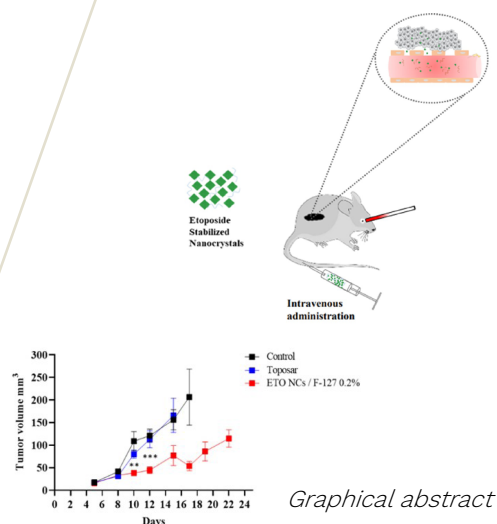 Etoposide
Stabilized
Nanocrystals
Intravenous
administration
Control
Toposar
ETO NCs / F-127 0.2%
Tumor volume mm³
300
250
200
150
100
50
0
**
***
0 2 4 6 8 10 12 14 16 18 20 22 24
Days
Graphical abstract